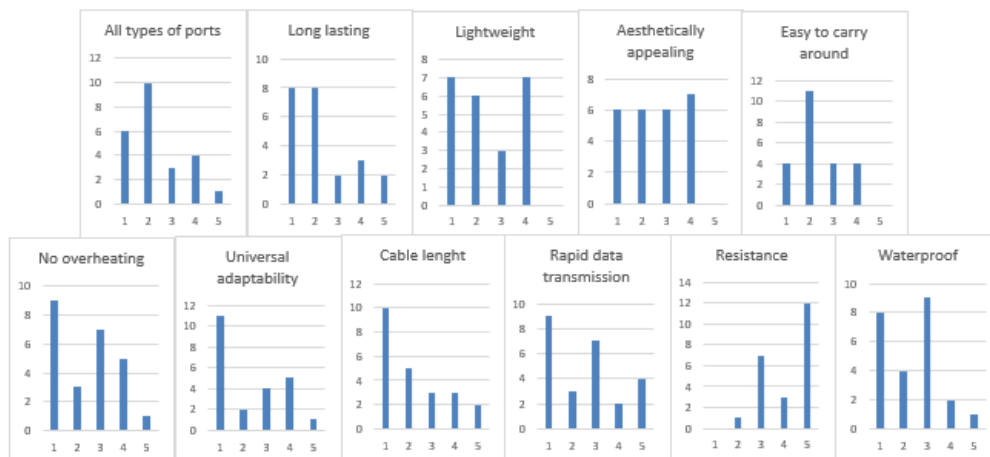 All types of ports
12
10
8
6
4
2
0
1 2 3 4 5
Long lasting
10
8
6
4
2
0
1 2 3 4 5
Lightweight
8
7
6
5
4
3
2
1
0
1 2 3 4 5
Aesthetically
appealing
8
6
4
2
0
1 2 3 4 5
Easy to carry
around
12
10
8
6
4
2
0
1 2 3 4 5
No overheating
10
8
6
4
2
0
1 2 3 4 5
Universal
adaptability
12
10
8
6
4
2
0
1 2 3 4 5
Cable lenght
12
10
8
6
4
2
0
1 2 3 4 5
Rapid data
transmission
10
8
6
4
2
0
1 2 3 4 5
Resistance
14
12
10
8
6
4
2
0
1 2 3 4 5
Waterproof
10
8
6
4
2
0
1 2 3 4 5